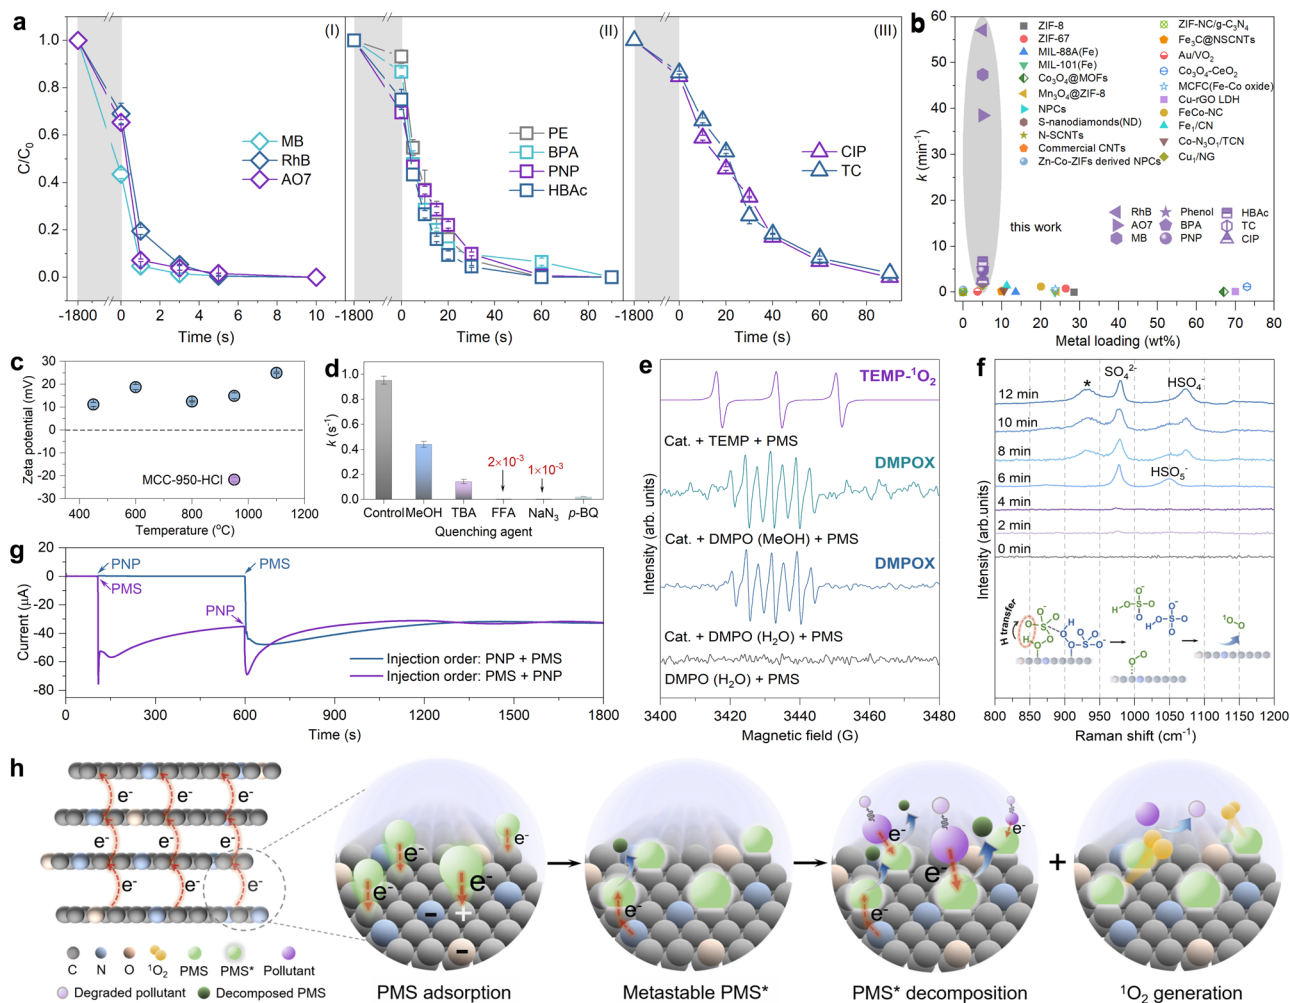 a
(I)
(II)
(III)
C/C0
1.0
0.8
0.6
0.4
0.2
0.0
MB
RhB
AO7
PE
BPA
PNP
HBAc
CIP
TC
-1800 0 5 10
-1800 0 20 40 60 80
-1800 0 20 40 60 80
Time (s)
Time (s)
Time (s)
b
k (min-1)
60
55
50
45
40
35
30
25
20
15
10
5
0
ZIF-8
ZIF-67
MIL-88A(Fe)
MIL-101(Fe)
Co3O4@MOFs
Mn3O4@ZIF-8
NPCs
S-nanodiamonds(ND)
N-SCNTs
Commercial CNTs
Zn-Co-ZIFs derived NPCs
ZIF-NC/g-C3N4
Fe3C@NSCNTs
Au/VO2
Co3O4-CeO2
MCFC(Fe-Co oxide)
Cu-rGO LDH
FeCo-NC
Fe1/CN
Co-N3O1/TCN
Cu1/NG
this work
RhB Phenol HBAc
AO7 BPA TC
MB PNP CIP
0 10 20 30 40 50 60 70 80
Metal loading (wt%)
c
Zeta potential (mV)
30
25
20
10
0
-10
-20
-25
-30
MCC-950-HCl
400 600 800 1000 1200
Temperature (oC)
d
k (s-1)
1.0
0.8
0.6
0.4
0.2
0.0
2×10-3
1×10-3
Control MeOH TBA FFA NaN3 p-BQ
Quenching agent
e
Intensity (arb. units)
TEMP-1O2
Cat. + TEMP + PMS
DMPOX
Cat. + DMPO (MeOH) + PMS
DMPOX
Cat. + DMPO (H2O) + PMS
DMPO (H2O) + PMS
3400 3420 3440 3460 3480
Magnetic field (G)
f
Intensity (arb.units)
SO42-
HSO4-
*
12 min
10 min
8 min
6 min
HSO5-
4 min
2 min
0 min
H transfer
1O
800 850 900 950 1000 1050 1100 1150 1200
Raman shift (cm-1)
g
Current (μA)
20
0
-20
-40
-60
-80
PNP
PMS
PMS
PNP
Injection order: PNP + PMS
Injection order: PMS + PNP
0 300 600 900 1200 1500 1800
Time (s)
h
e- e- e-
e- e- e-
e- e- e-
C N O 1O2 PMS PMS* Pollutant
Degraded pollutant Decomposed PMS
e- e- e- e-
- + -
PMS adsorption
e-
Metastable PMS*
+
e- e- e- e-
PMS* decomposition
1O2 generation